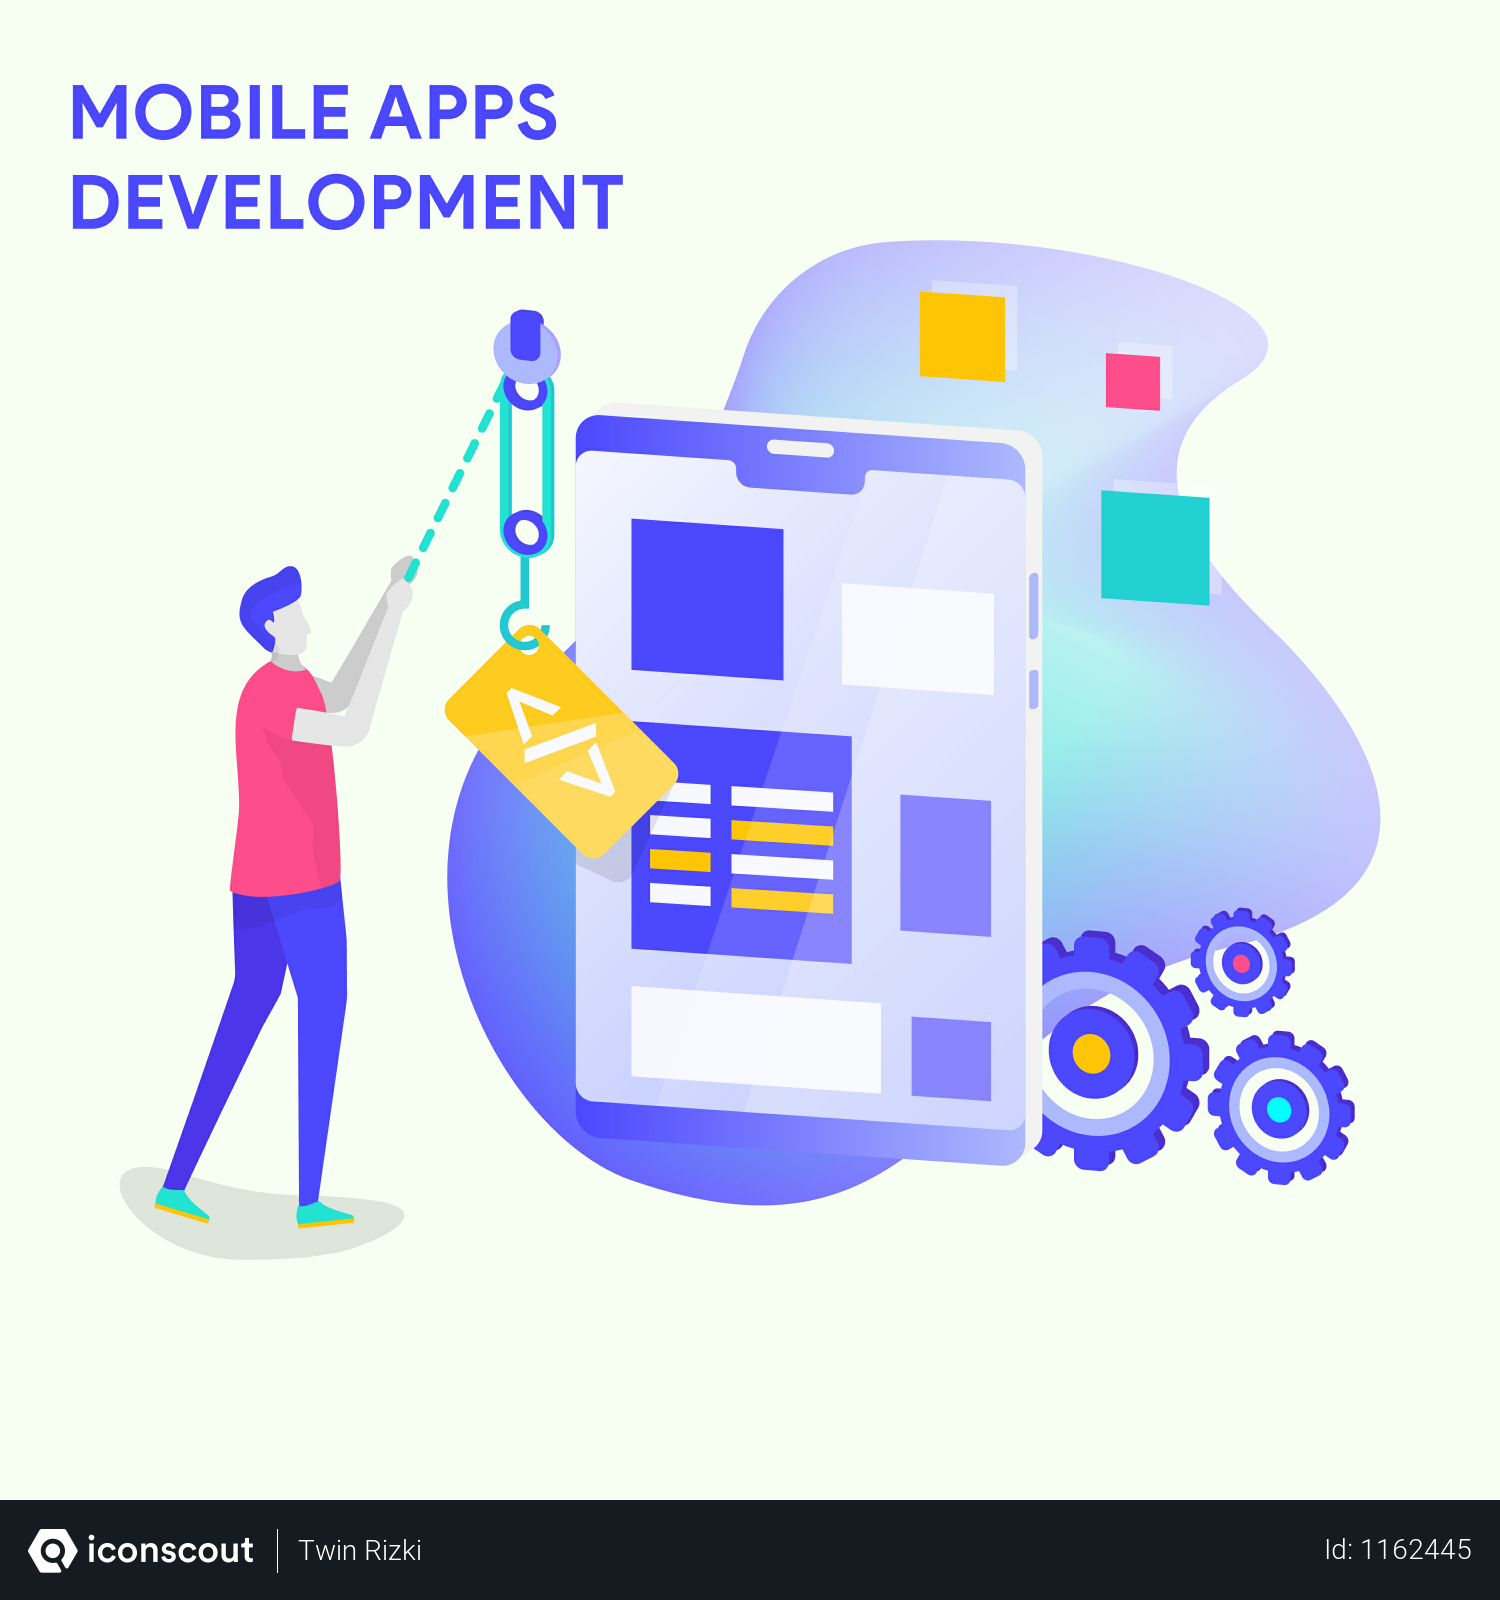 MOBILE APPS
DEVELOPMENT
</>
iconscout
Twin Rizki
Id: 1162445